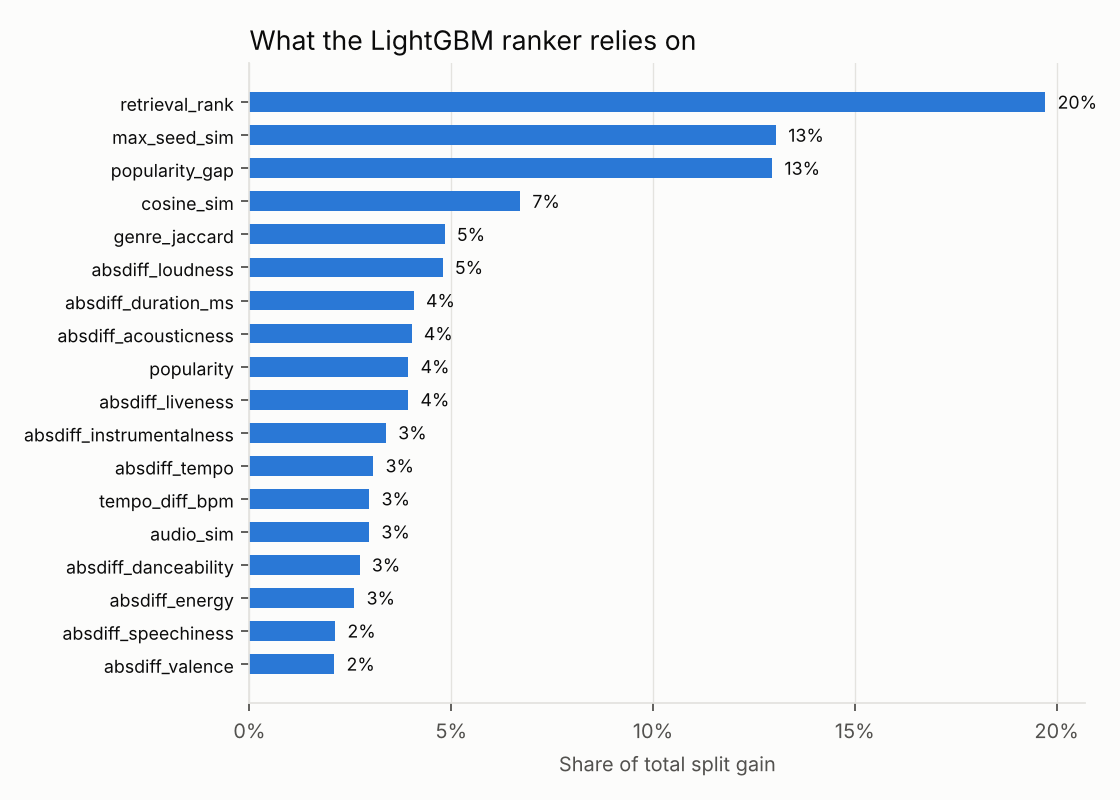 What the LightGBM ranker relies on
retrieval_rank 20%
max_seed_sim 13%
popularity_gap 13%
cosine_sim 7%
genre_jaccard 5%
absdiff_loudness 5%
absdiff_duration_ms 4%
absdiff_acousticness 4%
popularity 4%
absdiff_liveness 4%
absdiff_instrumentalness 3%
absdiff_tempo 3%
tempo_diff_bpm 3%
audio_sim 3%
absdiff_danceability 3%
absdiff_energy 3%
absdiff_speechiness 2%
absdiff_valence 2%
0% 5% 10% 15% 20%
Share of total split gain